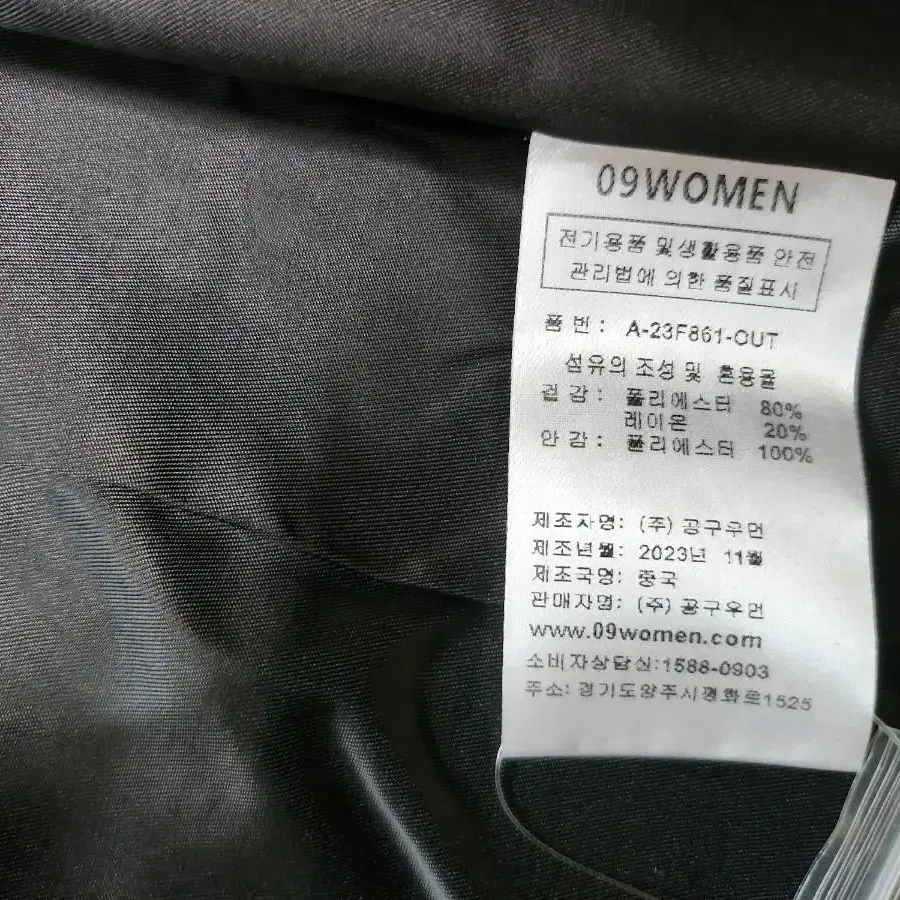 09WOMEN
전기용품 및생활용품 안전
관리법에 의한 품질표시
품 번 : A-23F861-OUT
섬유의 조성 및 혼용율
겉 감 : 폴리에스터 80%
레이온 20%
안 감 : 폴리에스터 100%
제조자명: (주) 공구우먼
제조년월: 2023년 11월
제조국명: 중국
판매자명: (주) 공구우먼
www.09women.com
소비자상담실:1588-0903
주소: 경기도양주시평화로1525